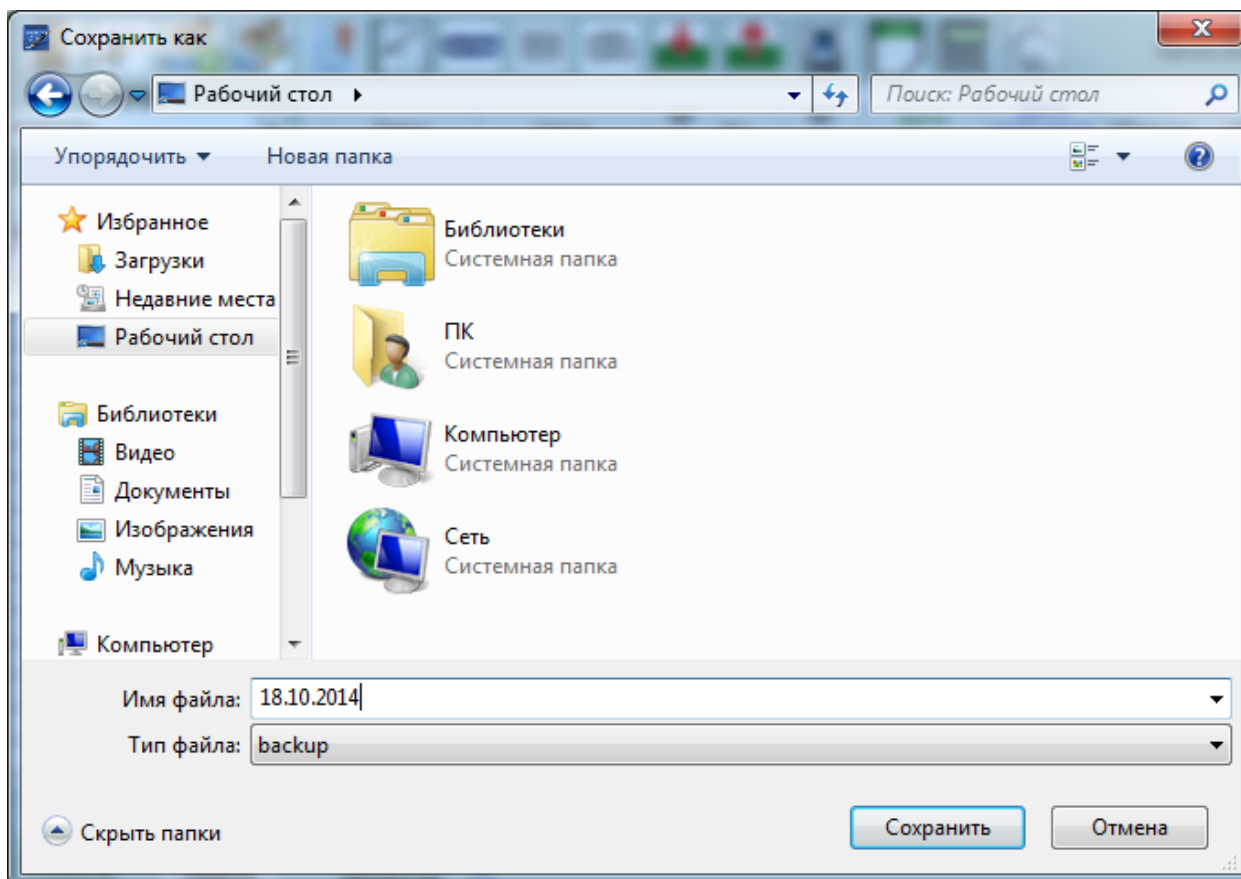 Сохранить как
Рабочий стол
Поиск: Рабочий стол
Упорядочить
Новая папка
Избранное
Загрузки
Недавние места
Рабочий стол
Библиотеки
Видео
Документы
Изображения
Музыка
Компьютер
Библиотеки
Системная папка
ПК
Системная папка
Компьютер
Системная папка
Сеть
Системная папка
Имя файла: 18.10.2014
Тип файла: backup
Скрыть папки
Сохранить
Отмена